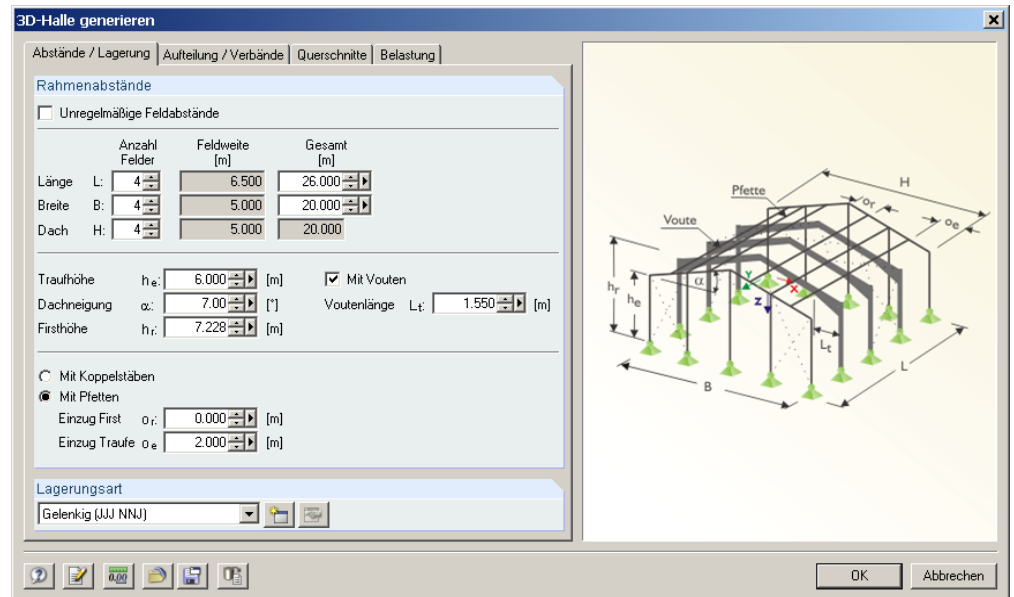 3D-Halle generieren
Abstände / Lagerung Aufteilung / Verbände Querschnitte Belastung
Rahmenabstände
Unregelmäßige Feldabstände
Anzahl Felder Feldweite [m] Gesamt [m]
Länge L: 4 6.500 26.000
Breite B: 4 5.000 20.000
Dach H: 4 5.000 20.000
Traufhöhe he: 6.000 [m] Mit Vouten
Dachneigung α: 7.00 [°] Voutenlänge Lt: 1.550 [m]
Firsthöhe hr: 7.228 [m]
Mit Koppelstäben
Mit Pfetten
Einzug First or: 0.000 [m]
Einzug Traufe oe 2.000 [m]
Lagerungsart
Gelenkig (JJJ NNJ)
0.00
OK Abbrechen
Pfette
H
or
oe
Voute
hr
he
α
Y
X
Z
Lt
L
B